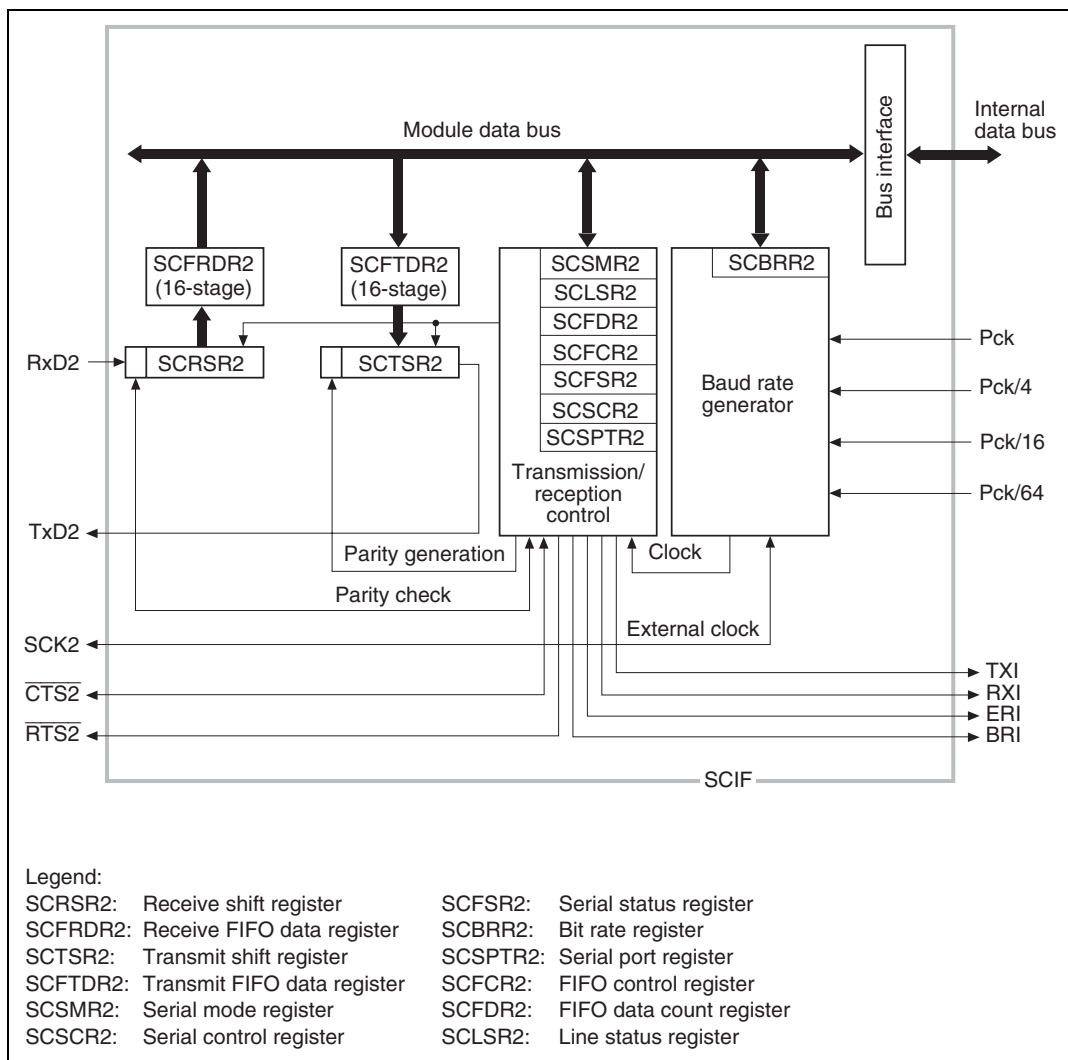 Module data bus
Bus interface
Internal
data bus
SCFRDR2
(16-stage)
SCFTDR2
(16-stage)
SCSMR2
SCLSR2
SCFDR2
SCFCR2
SCFSR2
SCSCR2
SCSPTR2
Transmission/
reception
control
SCBRR2
Baud rate
generator
RxD2
SCRSR2
SCTSR2
Pck
Pck/4
Pck/16
Pck/64
TxD2
Parity generation
Clock
Parity check
SCK2
External clock
CTS2
RTS2
TXI
RXI
ERI
BRI
SCIF
Legend:
SCRSR2: Receive shift register
SCFRDR2: Receive FIFO data register
SCTSR2: Transmit shift register
SCFTDR2: Transmit FIFO data register
SCSMR2: Serial mode register
SCSCR2: Serial control register
SCFSR2: Serial status register
SCBRR2: Bit rate register
SCSPTR2: Serial port register
SCFCR2: FIFO control register
SCFDR2: FIFO data count register
SCLSR2: Line status register